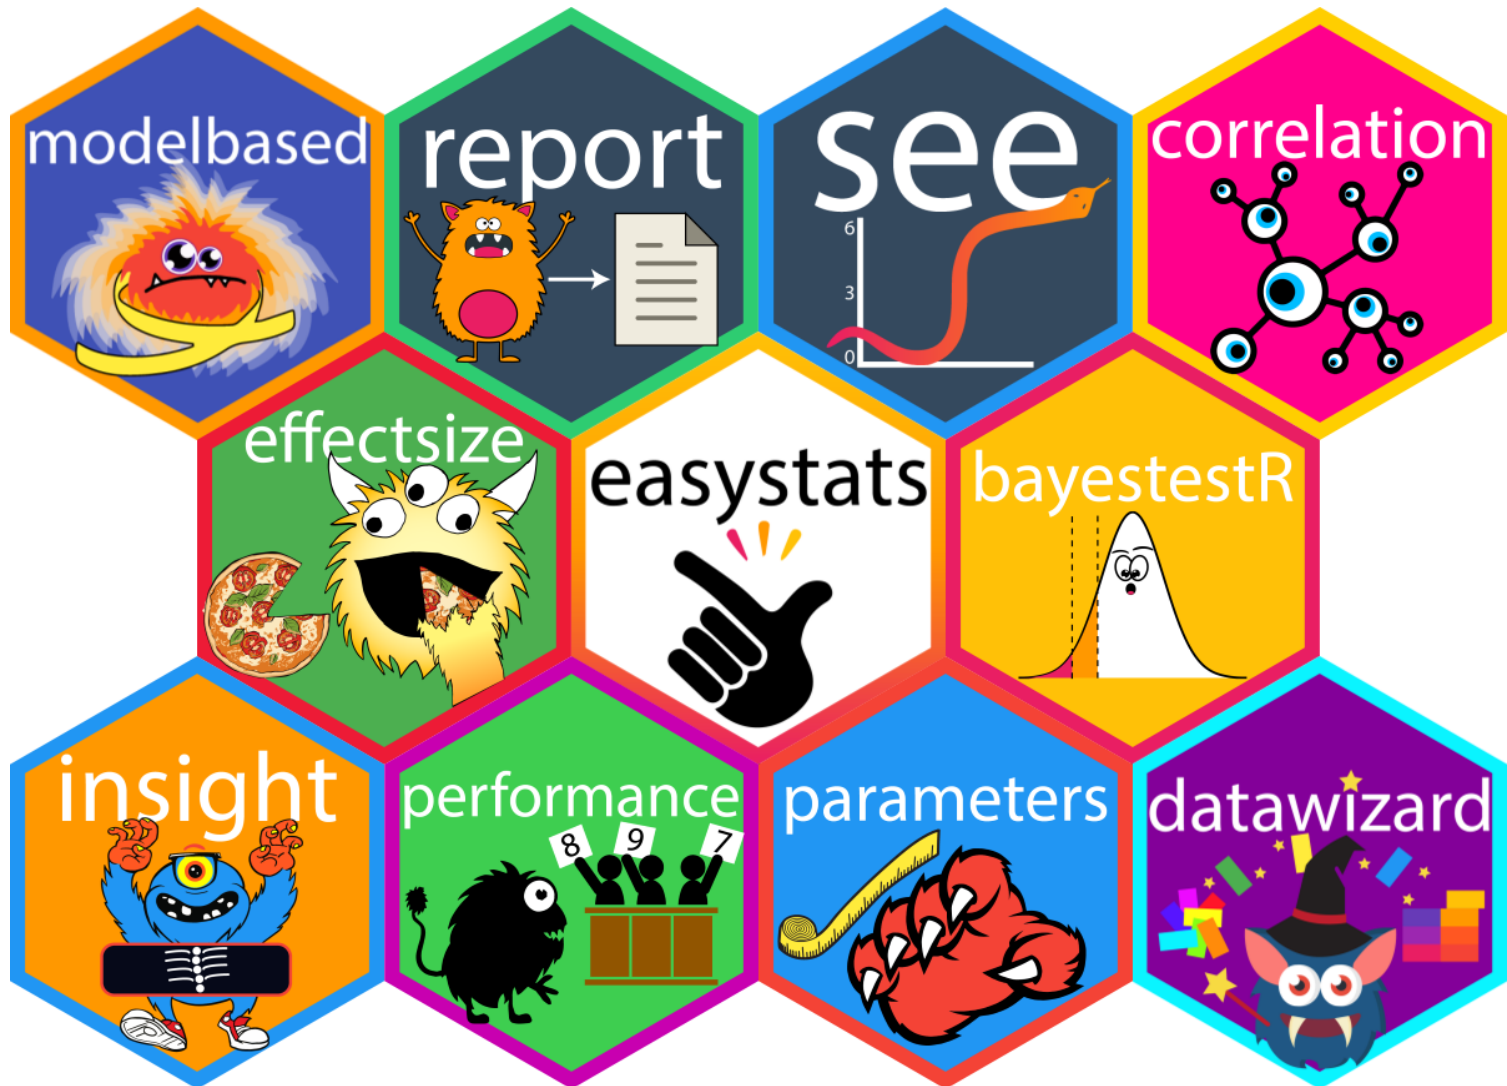 modelbased
report
see
6
3
0
correlation
effectsize
easystats
bayestestR
insight
performance
8 9 7
parameters
datawizard